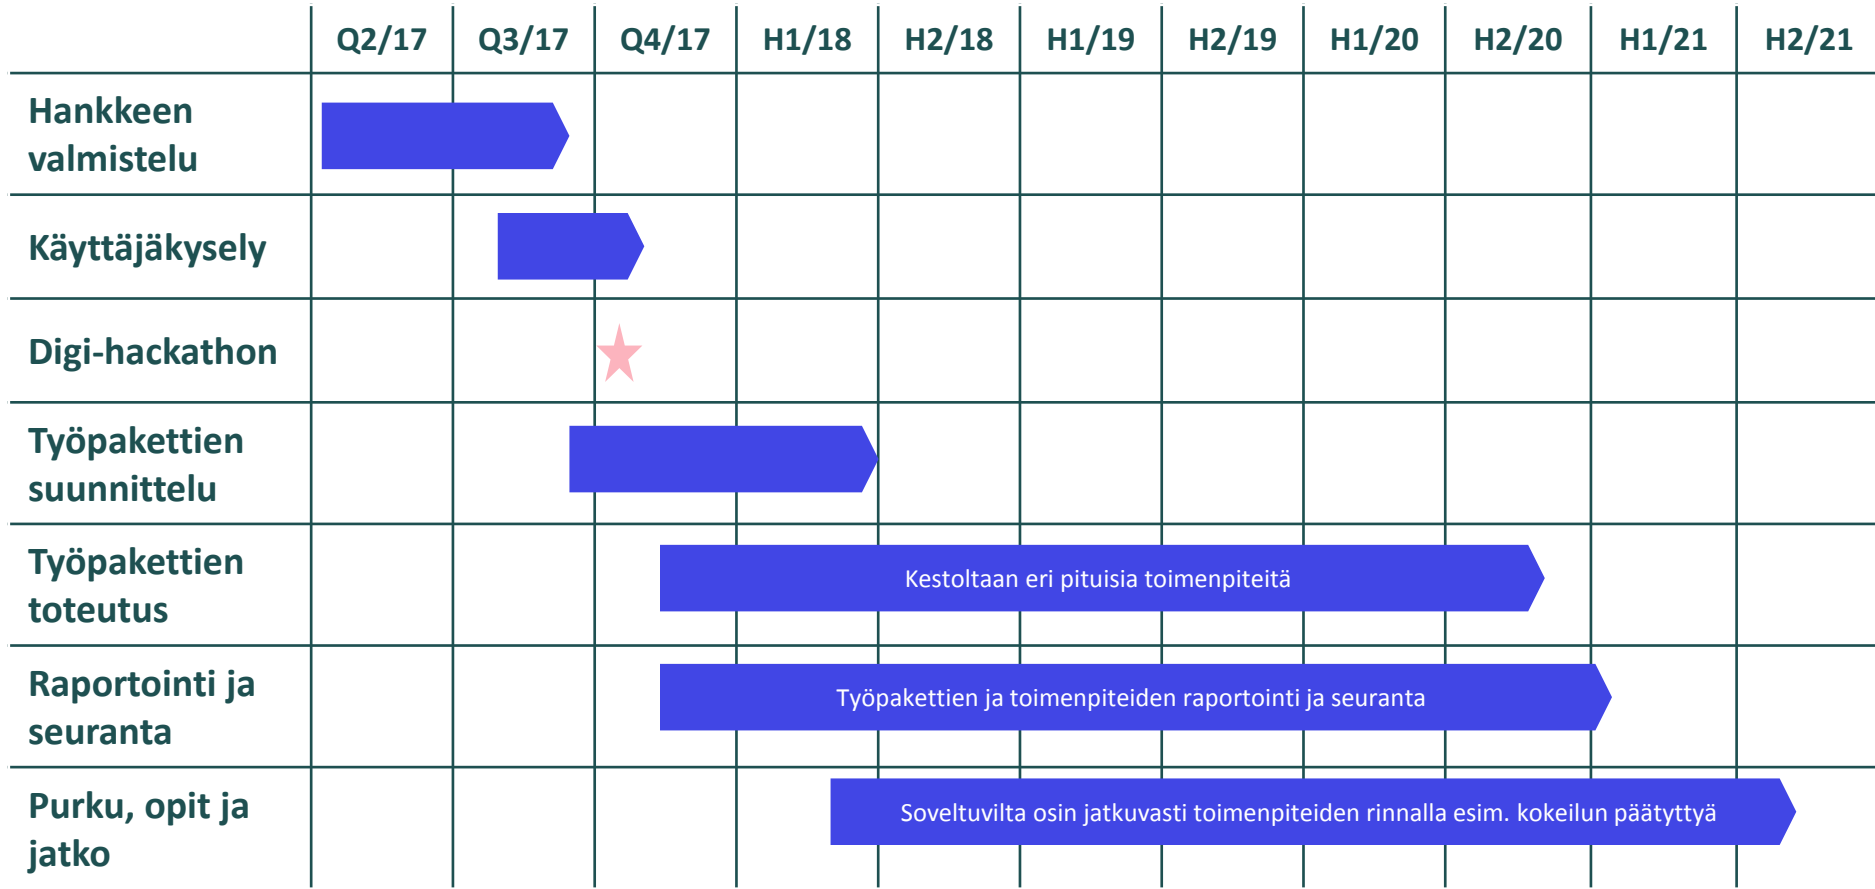 Q2/17 Q3/17 Q4/17 H1/18 H2/18 H1/19 H2/19 H1/20 H2/20 H1/21 H2/21
Hankkeen
valmistelu
Käyttäjäkysely
Digi-hackathon
Työpakettien
suunnittelu
Työpakettien
toteutus
Kestoltaan eri pituisia toimenpiteitä
Raportointi ja
seuranta
Työpakettien ja toimenpiteiden raportointi ja seuranta
Purku, opit ja
jatko
Soveltuvilta osin jatkuvasti toimenpiteiden rinnalla esim. kokeilun päätyttyä